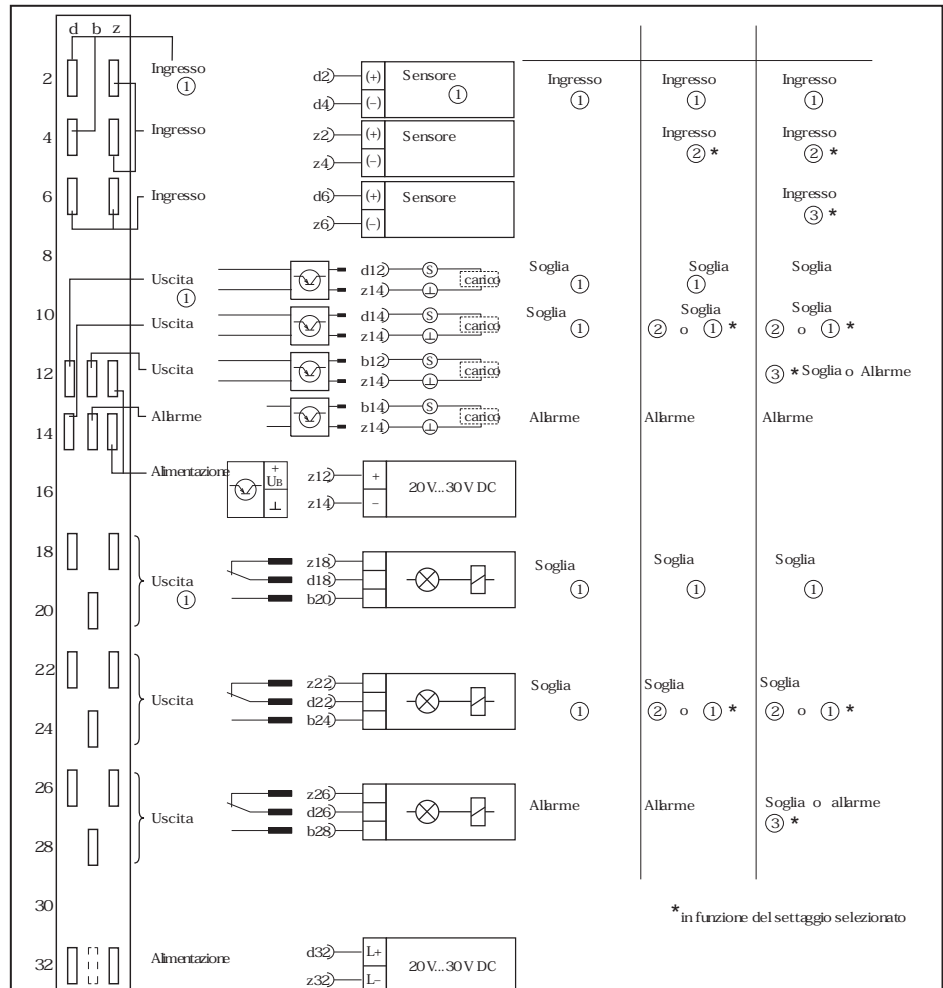 d b z
2
Ingresso
①
d2 (+) Sensore
①
d4 (–)
Ingresso
①
Ingresso
①
Ingresso
①
4
Ingresso
z2 (+) Sensore
z4 (–)
Ingresso
② *
Ingresso
② *
6
Ingresso
d6 (+) Sensore
z6 (–)
Ingresso
③ *
8
Uscita
①
d12 S carico
z14 ⊥
Soglia
①
Soglia
①
Soglia
10
Uscita
d14 S carico
z14 ⊥
Soglia
①
Soglia
② o ① *
Soglia
② o ① *
12
Uscita
b12 S carico
z14 ⊥
③ * Soglia o Allarme
14
Allarme
b14 S carico
z14 ⊥
Allarme
Allarme
Allarme
16
Alimentazione
+
UB
⊥
z12 +
z14 –
20 V...30 V DC
18
20
Uscita
①
z18
d18
b20
Soglia
①
Soglia
①
Soglia
①
22
24
Uscita
z22
d22
b24
Soglia
①
Soglia
② o ① *
Soglia
② o ① *
26
28
Uscita
z26
d26
b28
Allarme
Allarme
Soglia o allarme
③ *
30
* in funzione del settaggio selezionato
32
Alimentazione
d32 L+
z32 L–
20 V...30 V DC